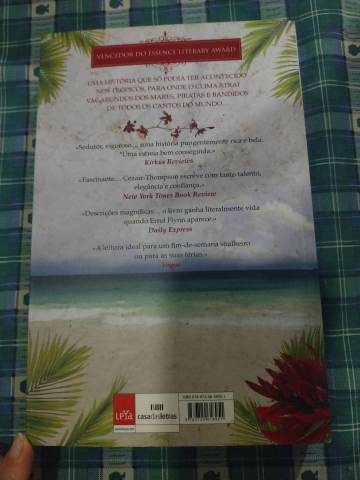 VENCEDOR DO ESSENCE LITERARY AWARD
UMA HISTÓRIA QUE SÓ PODIA TER ACONTECIDO
NOS TRÓPICOS, PARA ONDE O CLIMA ATRAI
VAGABUNDOS DOS MARES, PIRATAS E BANDIDOS
DE TODOS OS CANTOS DO MUNDO.
«Sedutor, vigoroso... uma história pungentemente rica e bela.
Uma estreia bem conseguida.»
Kirkus Reviews
«Fascinante... Cezair-Thompson escreve com tanto talento,
elegância e confiança.»
New York Times Book Review
«Descrições magníficas... o livro ganha literalmente vida
quando Errol Flynn aparece.»
Daily Express
«A leitura ideal para um fim-de-semana soalheiro
ou para as suas férias.»
Vogue
LeYa
casadasletras